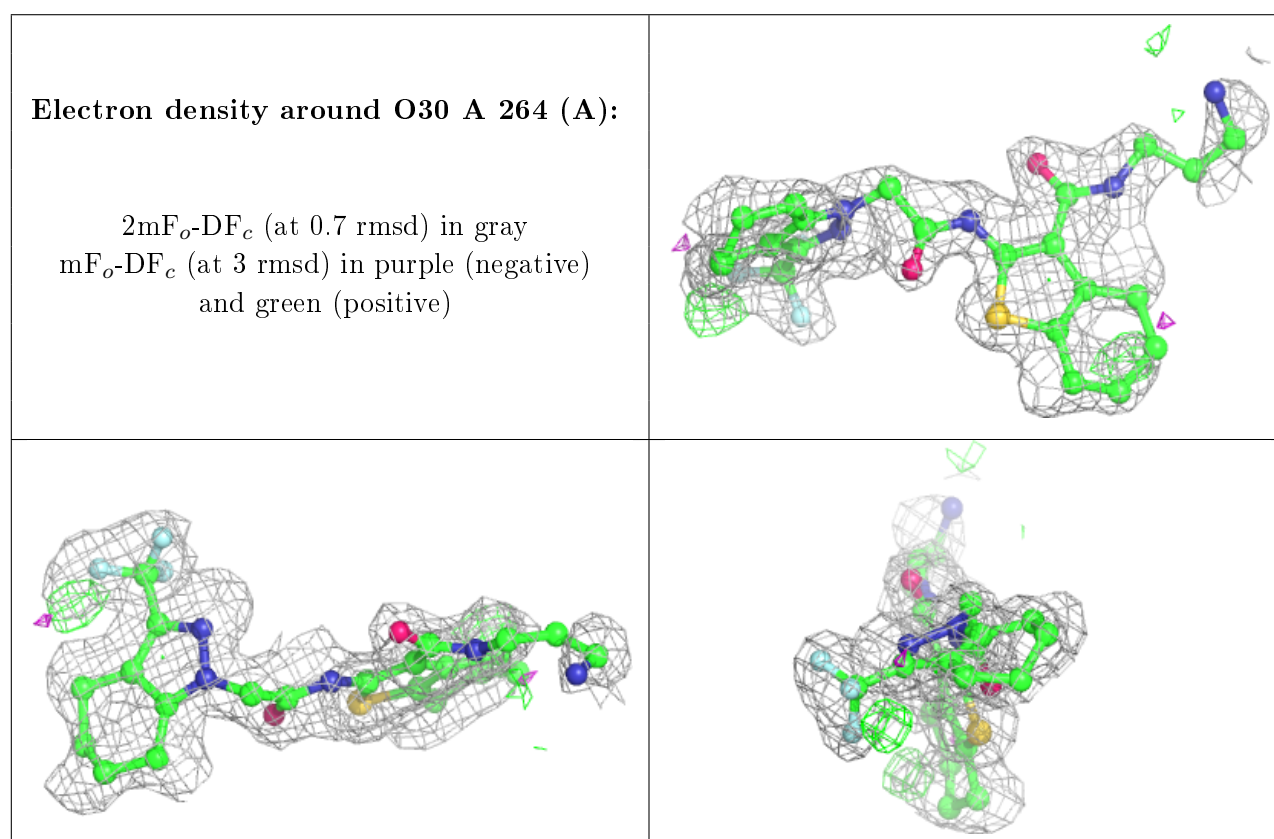 Electron density around O30 A 264 (A):
2mFo-DFc (at 0.7 rmsd) in gray
mFo-DFc (at 3 rmsd) in purple (negative)
and green (positive)